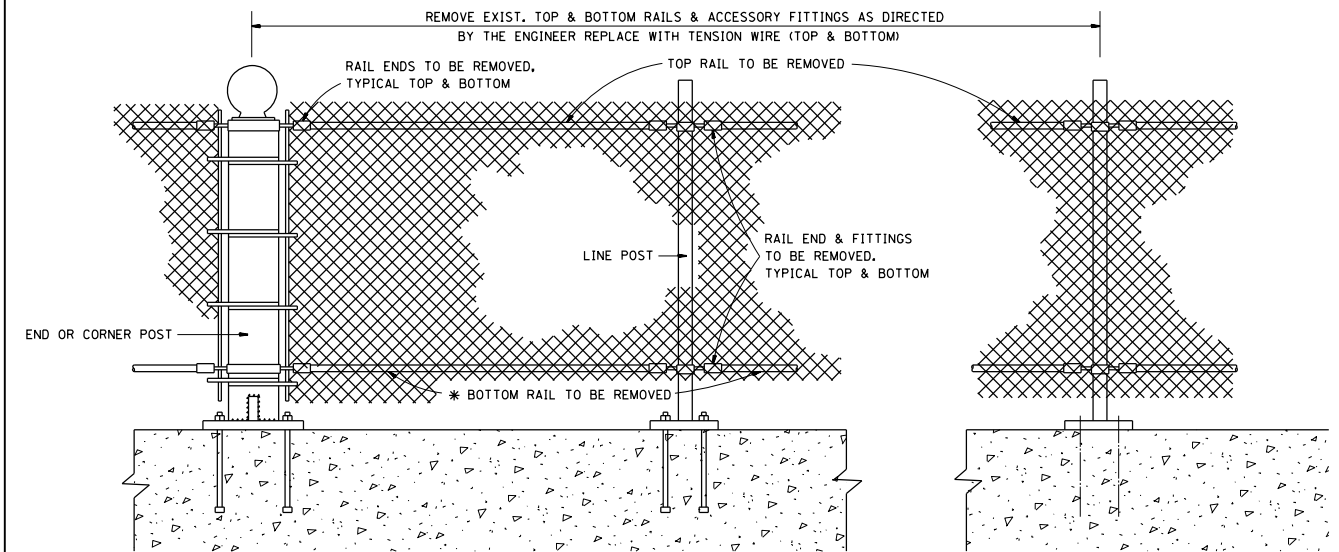 REMOVE EXIST. TOP & BOTTOM RAILS & ACCESSORY FITTINGS AS DIRECTED
BY THE ENGINEER REPLACE WITH TENSION WIRE (TOP & BOTTOM)
RAIL ENDS TO BE REMOVED,
TYPICAL TOP & BOTTOM
TOP RAIL TO BE REMOVED
LINE POST
RAIL END & FITTINGS
TO BE REMOVED.
TYPICAL TOP & BOTTOM
END OR CORNER POST
* BOTTOM RAIL TO BE REMOVED